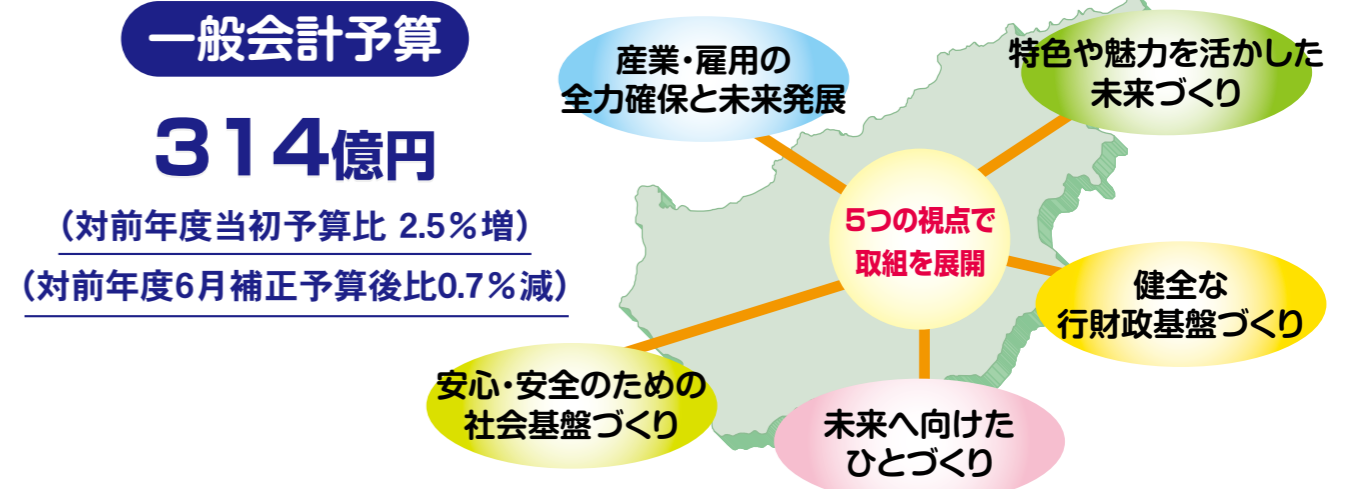 一般会計予算
314億円
(対前年度当初予算比 2.5%増)
(対前年度6月補正予算後比0.7%減)
産業・雇用の
全力確保と未来発展
特色や魅力を活かした
未来づくり
5つの視点で
取組を展開
健全な
行財政基盤づくり
安心・安全のための
社会基盤づくり
未来へ向けた
ひとづくり